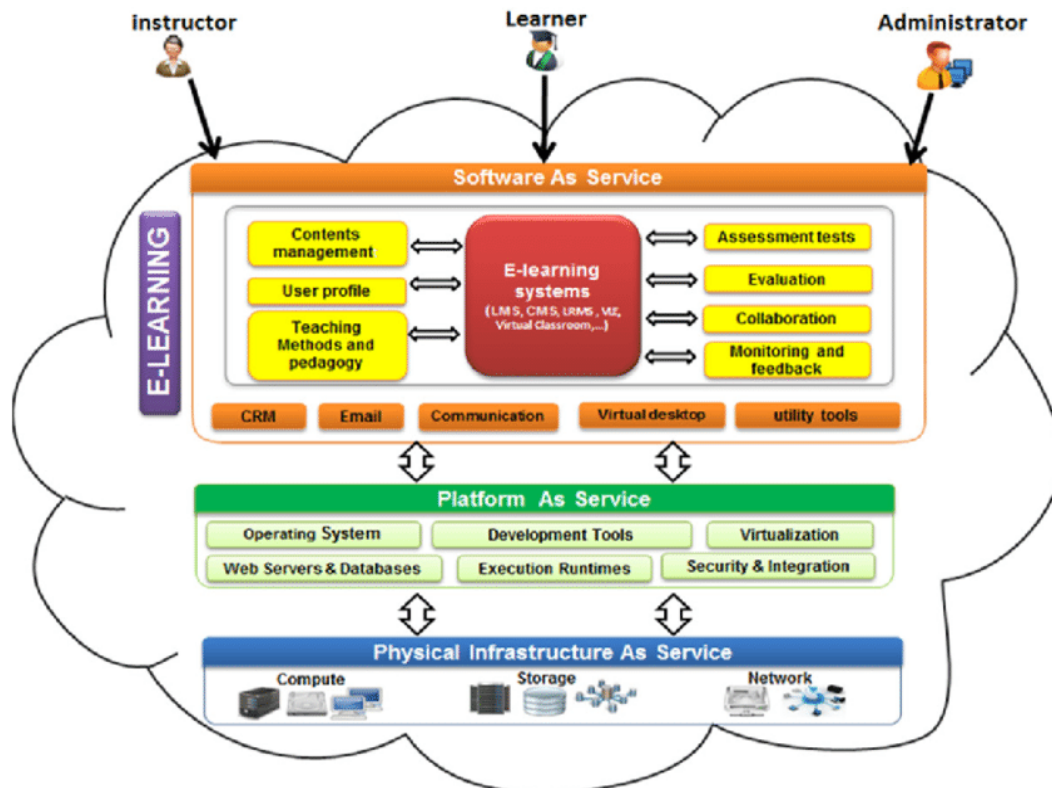 instructor
Learner
Administrator
Software As Service
E-LEARNING
Contents
management
User profile
Teaching
Methods and
pedagogy
E-learning
systems
(LMS, CMS, LRMS , VLE,
Virtual Classroom,...)
Assessment tests
Evaluation
Collaboration
Monitoring and
feedback
CRM
Email
Communication
Virtual desktop
utility tools
Platform As Service
Operating System
Development Tools
Virtualization
Web Servers & Databases
Execution Runtimes
Security & Integration
Physical Infrastructure As Service
Compute
Storage
Network